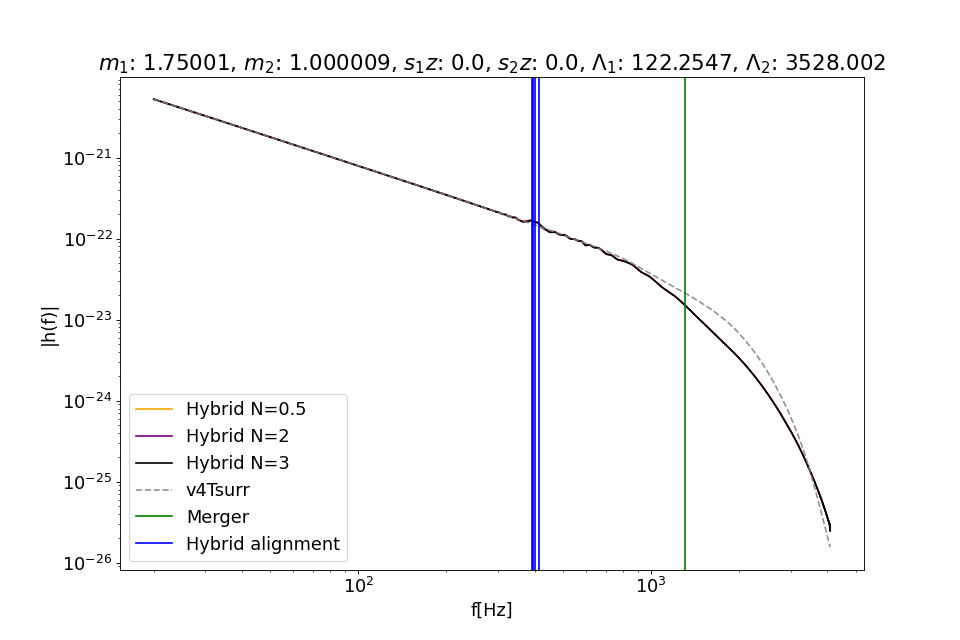 m₁: 1.75001, m₂: 1.000009, s₁z: 0.0, s₂z: 0.0, Λ₁: 122.2547, Λ₂: 3528.002
10⁻²¹
10⁻²²
10⁻²³
10⁻²⁴
10⁻²⁵
10⁻²⁶
|h(f)|
Hybrid N=0.5
Hybrid N=2
Hybrid N=3
v4Tsurr
Merger
Hybrid alignment
10² 10³
f[Hz]